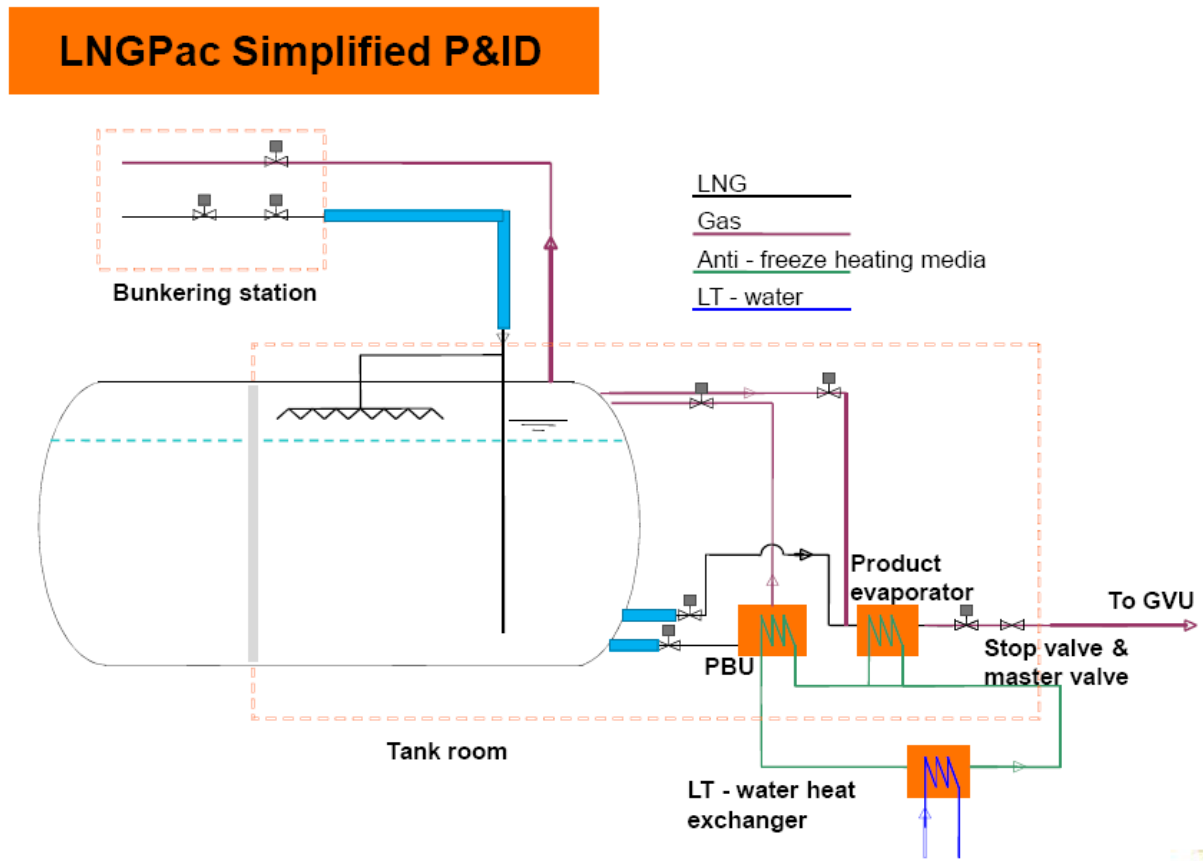 LNGPac Simplified P&ID
LNG
Gas
Anti - freeze heating media
LT - water
Bunkering station
Product
evaporator
To GVU
Stop valve &
master valve
PBU
Tank room
LT - water heat
exchanger